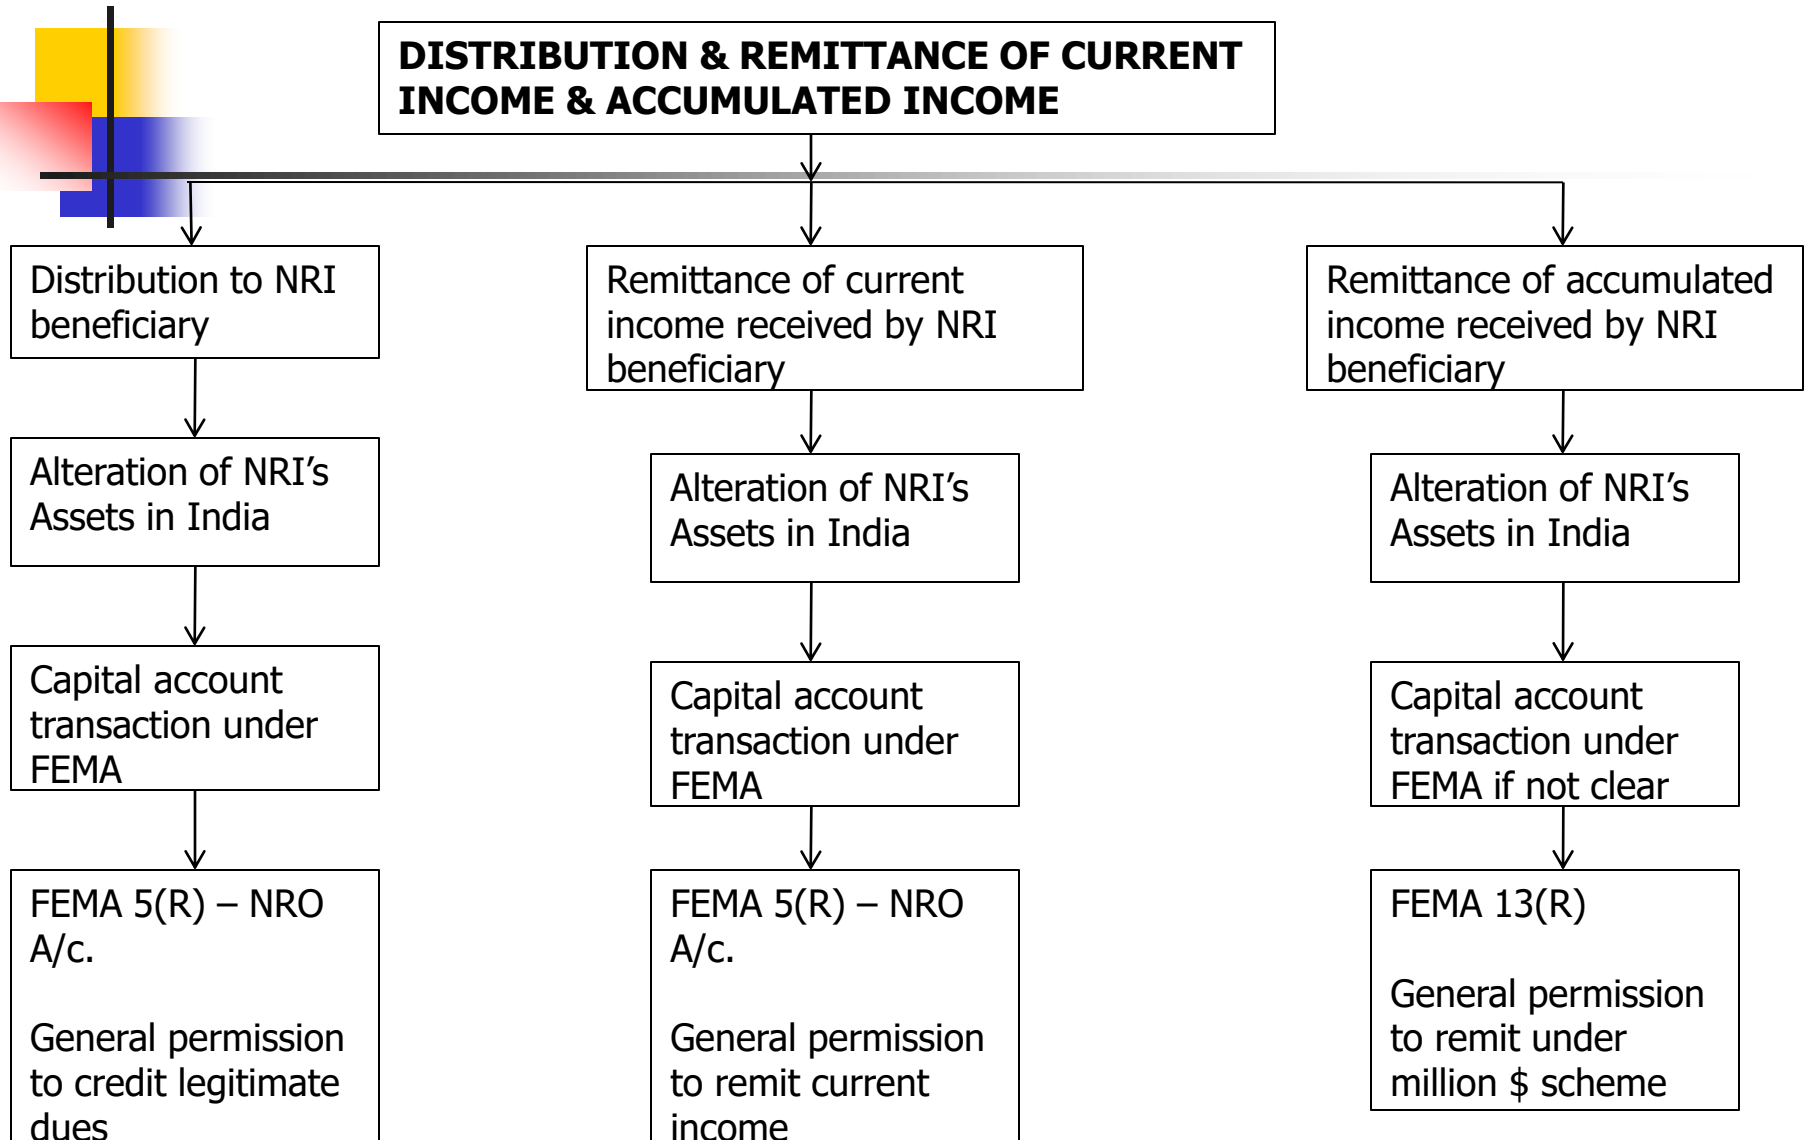 DISTRIBUTION & REMITTANCE OF CURRENT
INCOME & ACCUMULATED INCOME
Distribution to NRI
beneficiary
Alteration of NRI’s
Assets in India
Capital account
transaction under
FEMA
FEMA 5(R) – NRO
A/c.
General permission
to credit legitimate
dues
Remittance of current
income received by NRI
beneficiary
Alteration of NRI’s
Assets in India
Capital account
transaction under
FEMA
FEMA 5(R) – NRO
A/c.
General permission
to remit current
income
Remittance of accumulated
income received by NRI
beneficiary
Alteration of NRI’s
Assets in India
Capital account
transaction under
FEMA if not clear
FEMA 13(R)
General permission
to remit under
million $ scheme